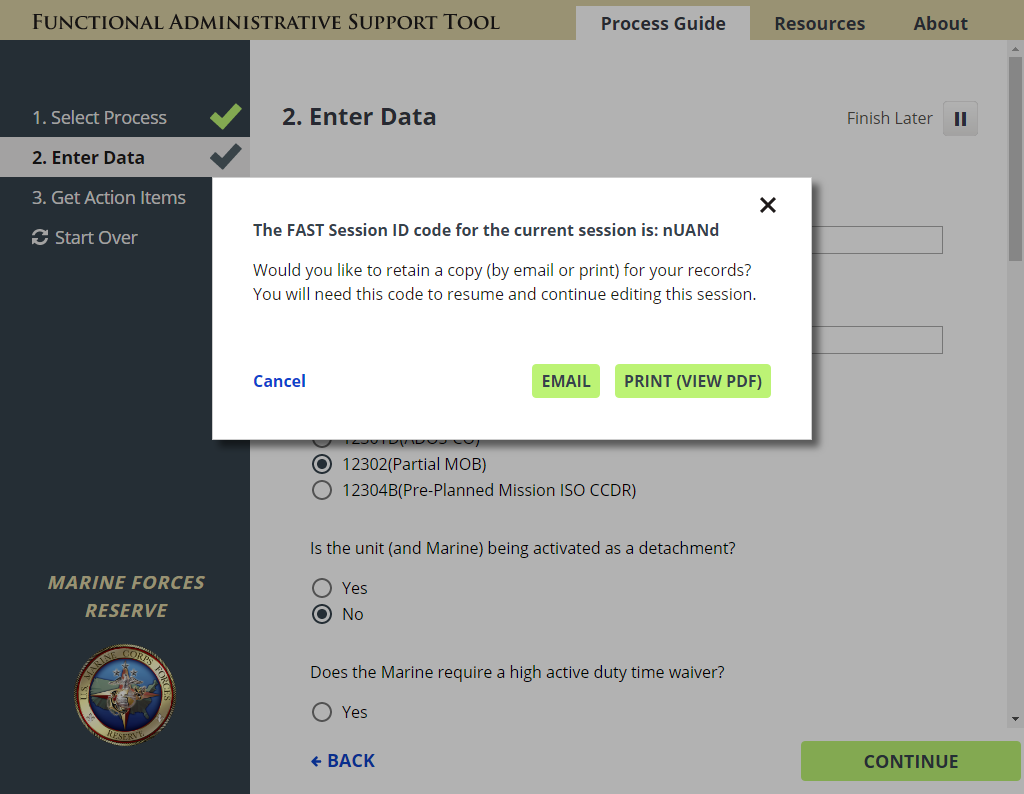 FUNCTIONAL ADMINISTRATIVE SUPPORT TOOL
Process Guide
Resources
About
1. Select Process
2. Enter Data
3. Get Action Items
Start Over
MARINE FORCES
RESERVE
U.S. MARINE CORPS FORCES
RESERVE
2. Enter Data
Finish Later
The FAST Session ID code for the current session is: nUANd
Would you like to retain a copy (by email or print) for your records?
You will need this code to resume and continue editing this session.
Cancel
EMAIL
PRINT (VIEW PDF)
12301D(ADOS CO)
12302(Partial MOB)
12304B(Pre-Planned Mission ISO CCDR)
Is the unit (and Marine) being activated as a detachment?
Yes
No
Does the Marine require a high active duty time waiver?
Yes
BACK
CONTINUE